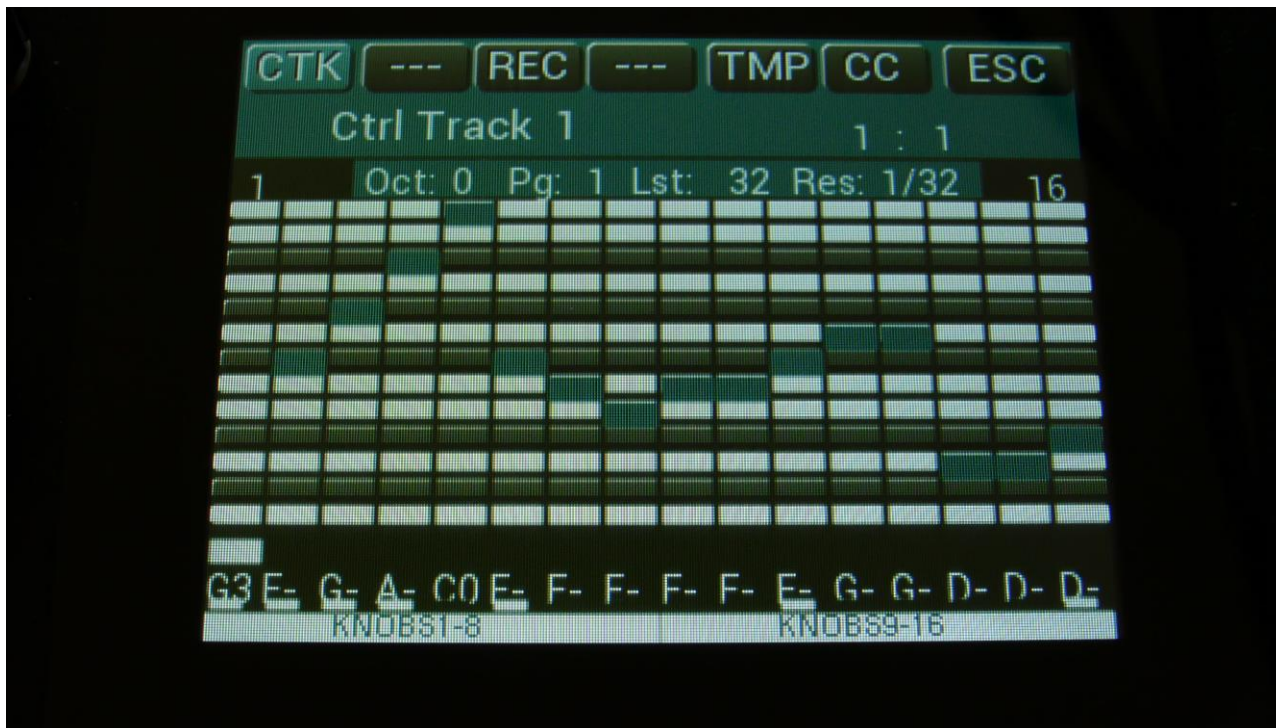 CTK --- REC --- TMP CC ESC
Ctrl Track 1 1 : 1
1 Oct: 0 Pg: 1 Lst: 32 Res: 1/32 16
G3 E- G- A- C0 E- F- F- F- F- E- G- G- D- D- D-
KNOBS1-8 KNOBS9-16